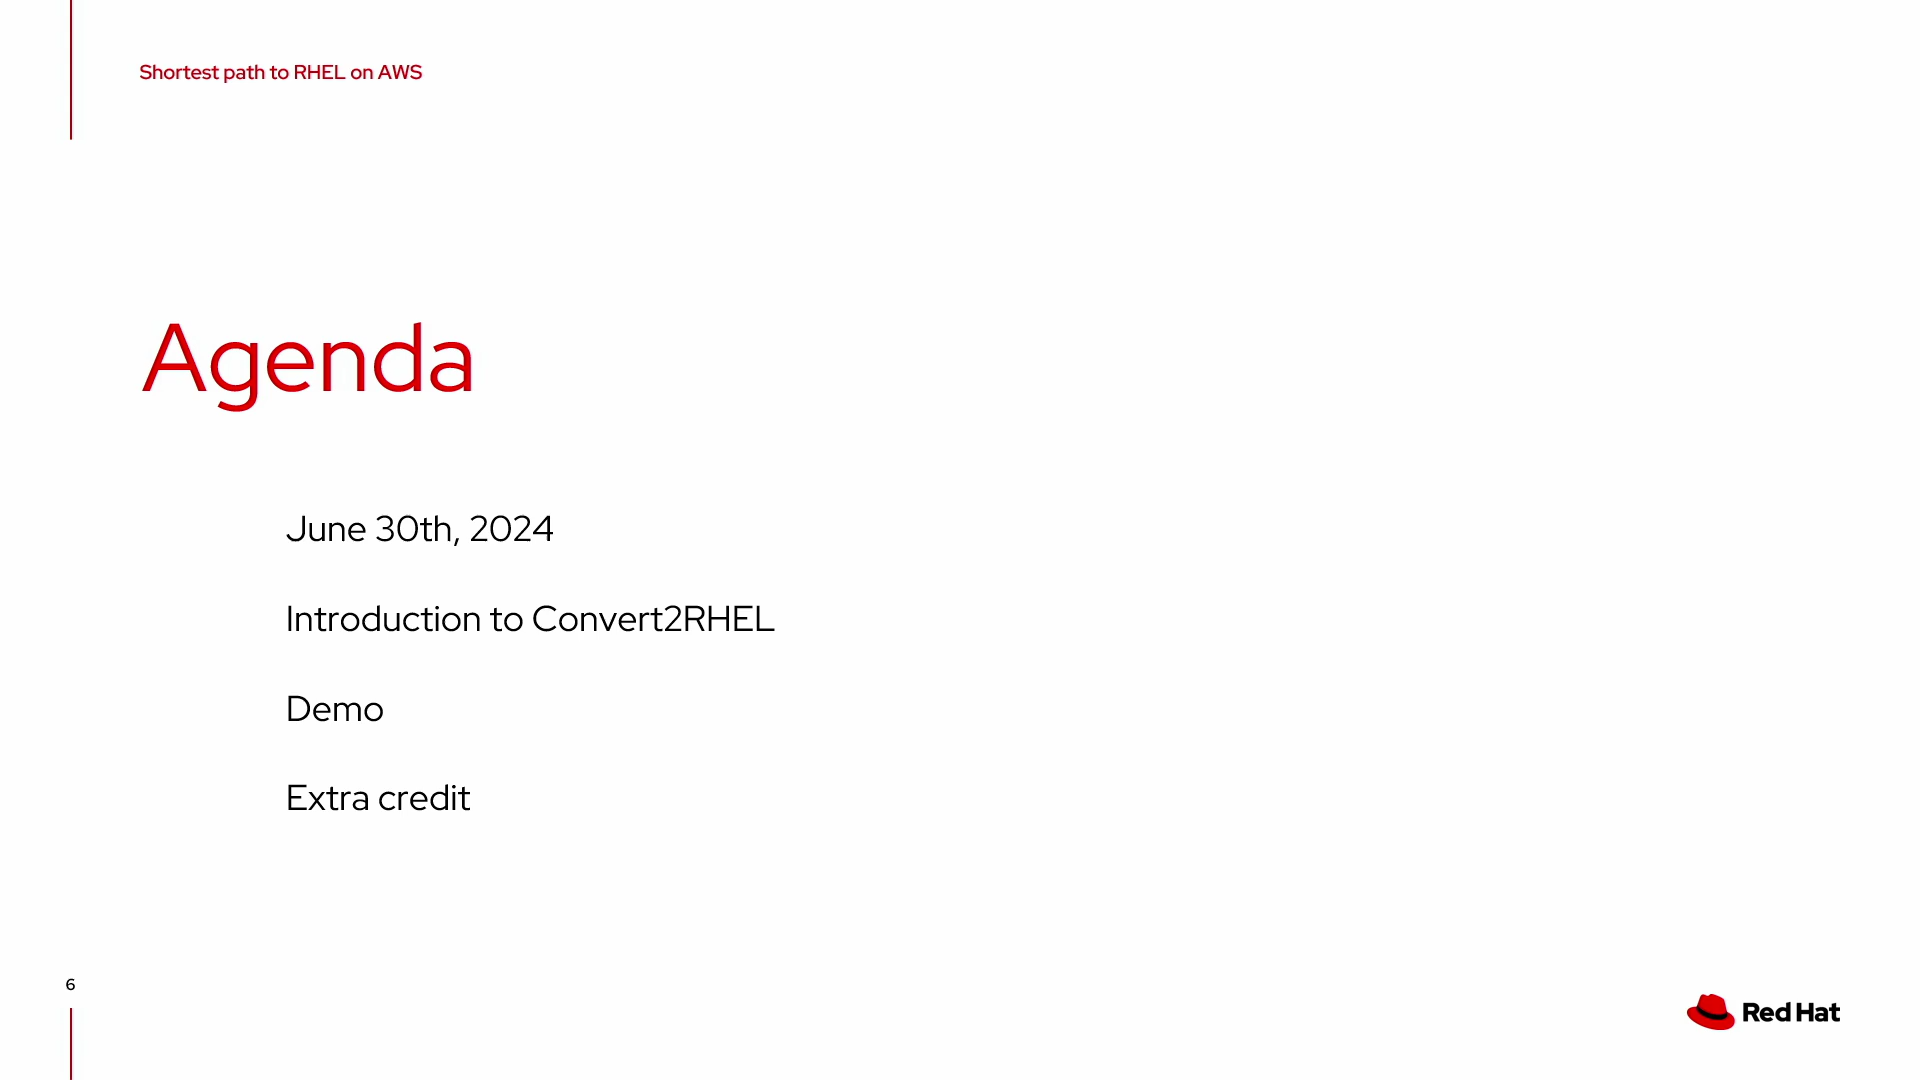 Shortest path to RHEL on AWS
Agenda
June 30th, 2024
Introduction to Convert2RHEL
Demo
Extra credit
6
Red Hat